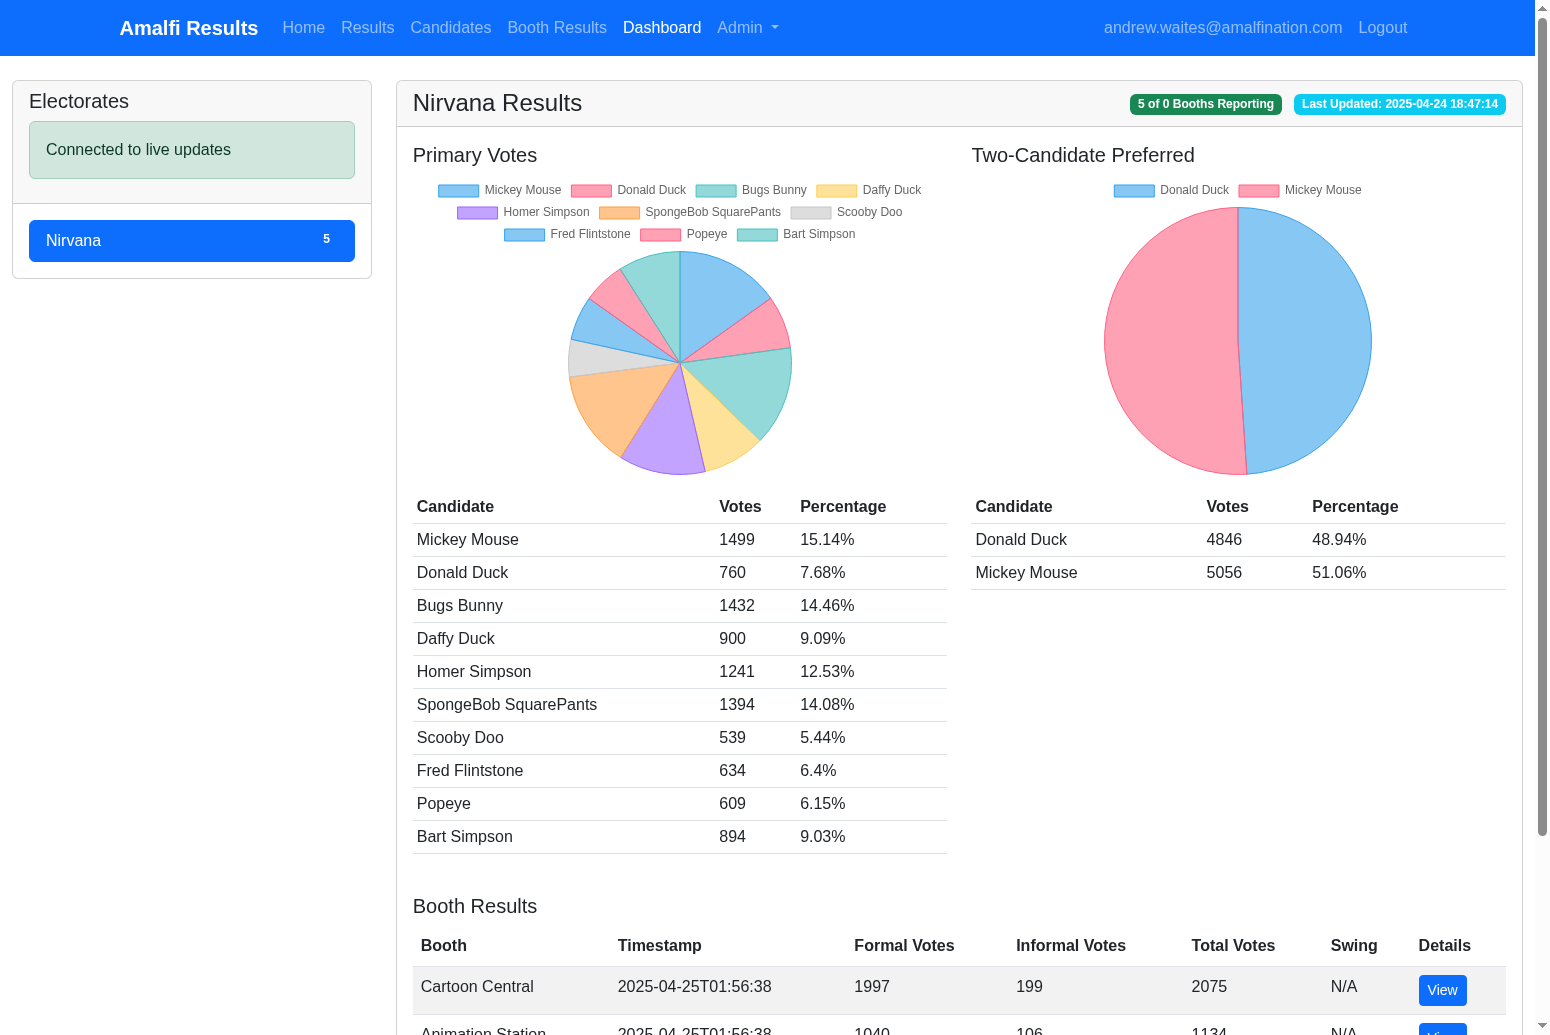 Amalfi Results Home Results Candidates Booth Results Dashboard Admin andrew.waites@amalfination.com Logout
Electorates
Connected to live updates
Nirvana 5
Nirvana Results 5 of 0 Booths Reporting Last Updated: 2025-04-24 18:47:14
Primary Votes
Mickey Mouse Donald Duck Bugs Bunny Daffy Duck
Homer Simpson SpongeBob SquarePants Scooby Doo
Fred Flintstone Popeye Bart Simpson
Candidate Votes Percentage
Mickey Mouse 1499 15.14%
Donald Duck 760 7.68%
Bugs Bunny 1432 14.46%
Daffy Duck 900 9.09%
Homer Simpson 1241 12.53%
SpongeBob SquarePants 1394 14.08%
Scooby Doo 539 5.44%
Fred Flintstone 634 6.4%
Popeye 609 6.15%
Bart Simpson 894 9.03%
Two-Candidate Preferred
Donald Duck Mickey Mouse
Candidate Votes Percentage
Donald Duck 4846 48.94%
Mickey Mouse 5056 51.06%
Booth Results
Booth Timestamp Formal Votes Informal Votes Total Votes Swing Details
Cartoon Central 2025-04-25T01:56:38 1997 199 2075 N/A View
Animation Station 2025-04-25T01:56:38 1040 106 1134 N/A View